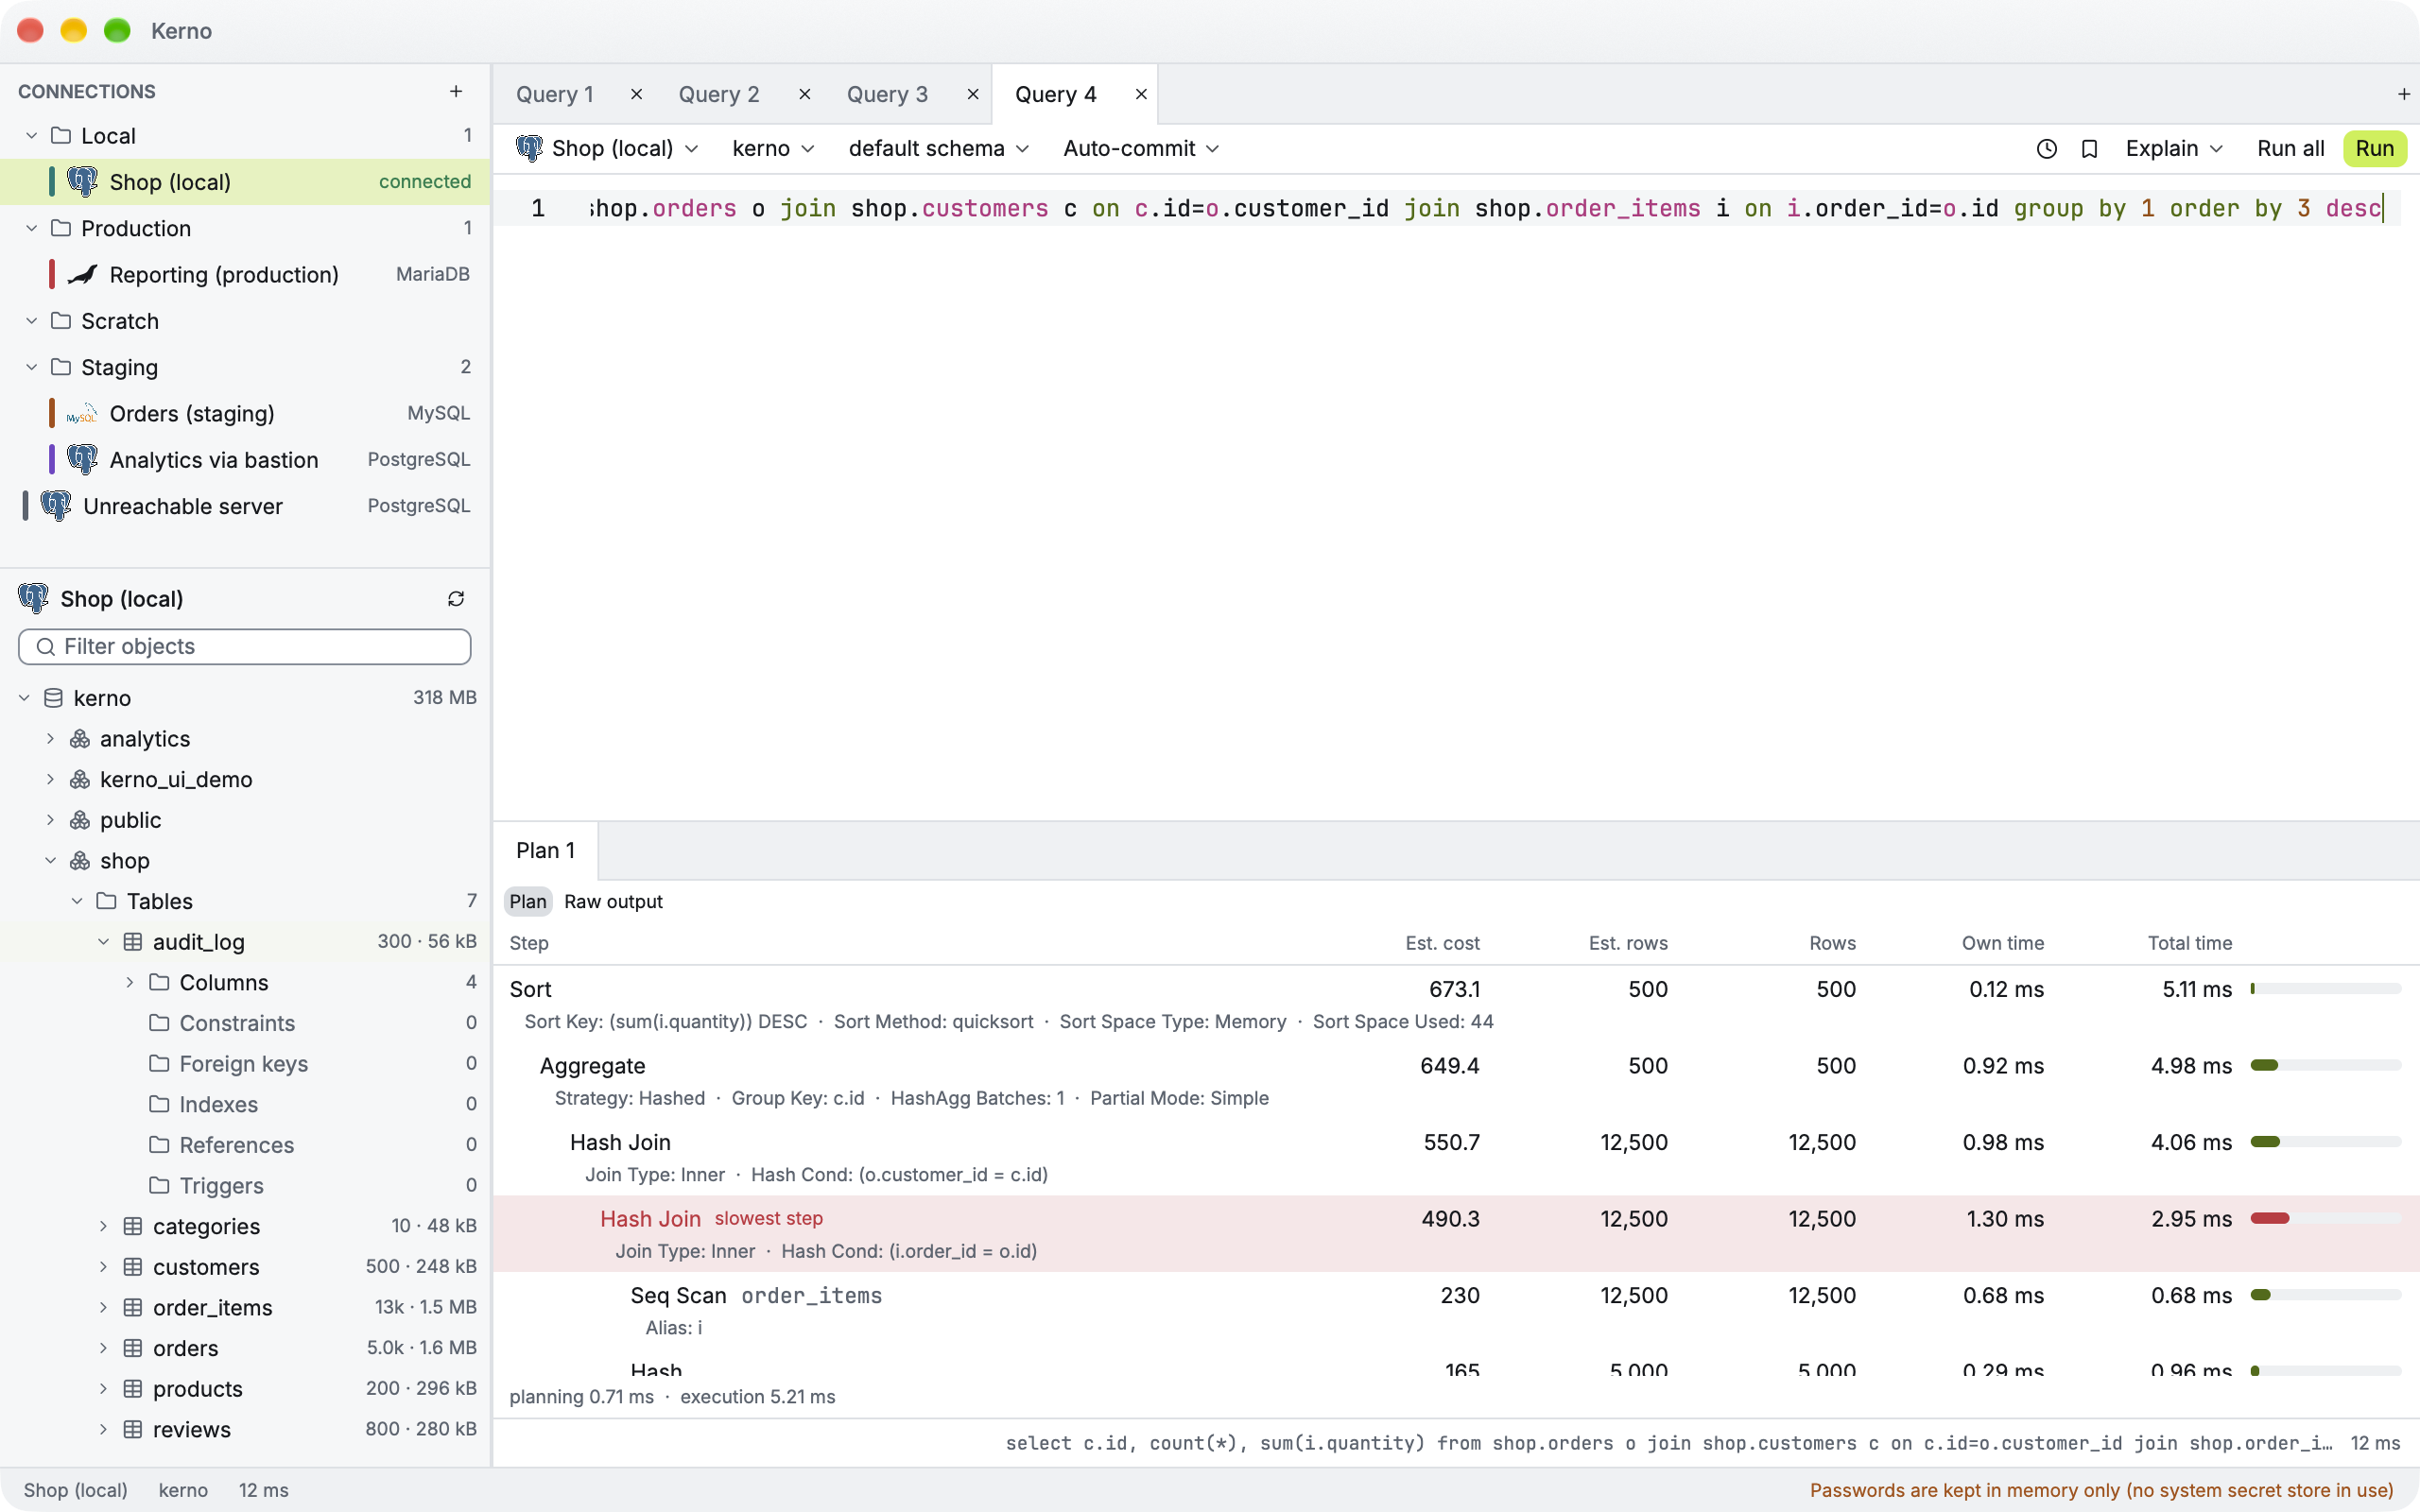 Kerno
CONNECTIONS
Local 1
Shop (local) connected
Production 1
Reporting (production) MariaDB
Scratch
Staging 2
MySQL Orders (staging) MySQL
Analytics via bastion PostgreSQL
Unreachable server PostgreSQL
Shop (local)
Filter objects
kerno 318 MB
analytics
kerno_ui_demo
public
shop
Tables 7
audit_log 300 · 56 kB
Columns 4
Constraints 0
Foreign keys 0
Indexes 0
References 0
Triggers 0
categories 10 · 48 kB
customers 500 · 248 kB
order_items 13k · 1.5 MB
orders 5.0k · 1.6 MB
products 200 · 296 kB
reviews 800 · 280 kB
Query 1 Query 2 Query 3 Query 4
Shop (local) kerno default schema Auto-commit Explain Run all Run
1 shop.orders o join shop.customers c on c.id=o.customer_id join shop.order_items i on i.order_id=o.id group by 1 order by 3 desc
Plan 1
Plan Raw output
Step Est. cost Est. rows Rows Own time Total time
Sort 673.1 500 500 0.12 ms 5.11 ms
Sort Key: (sum(i.quantity)) DESC · Sort Method: quicksort · Sort Space Type: Memory · Sort Space Used: 44
Aggregate 649.4 500 500 0.92 ms 4.98 ms
Strategy: Hashed · Group Key: c.id · HashAgg Batches: 1 · Partial Mode: Simple
Hash Join 550.7 12,500 12,500 0.98 ms 4.06 ms
Join Type: Inner · Hash Cond: (o.customer_id = c.id)
Hash Join slowest step 490.3 12,500 12,500 1.30 ms 2.95 ms
Join Type: Inner · Hash Cond: (i.order_id = o.id)
Seq Scan order_items 230 12,500 12,500 0.68 ms 0.68 ms
Alias: i
Hash 165 5,000 5,000 0.29 ms 0.96 ms
planning 0.71 ms · execution 5.21 ms
select c.id, count(*), sum(i.quantity) from shop.orders o join shop.customers c on c.id=o.customer_id join shop.order_i… 12 ms
Shop (local) kerno 12 ms Passwords are kept in memory only (no system secret store in use)